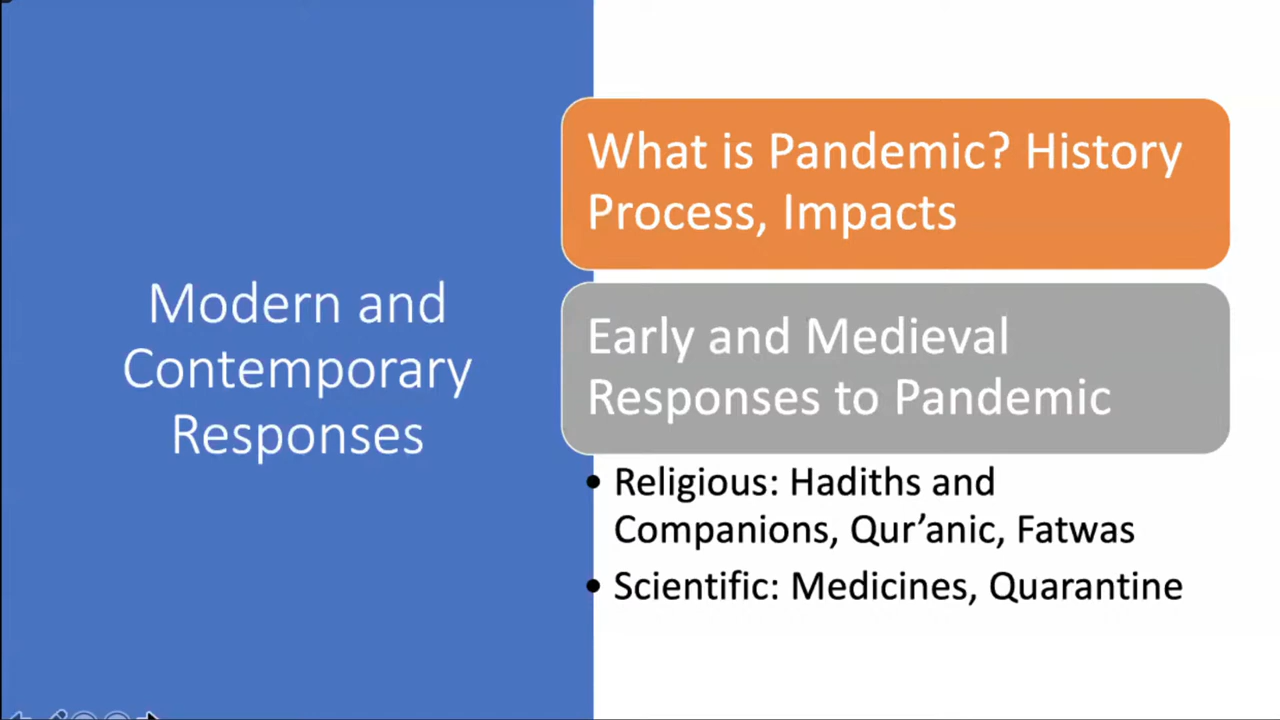 Modern and
Contemporary
Responses
What is Pandemic? History
Process, Impacts
Early and Medieval
Responses to Pandemic
• Religious: Hadiths and
Companions, Qur’anic, Fatwas
• Scientific: Medicines, Quarantine